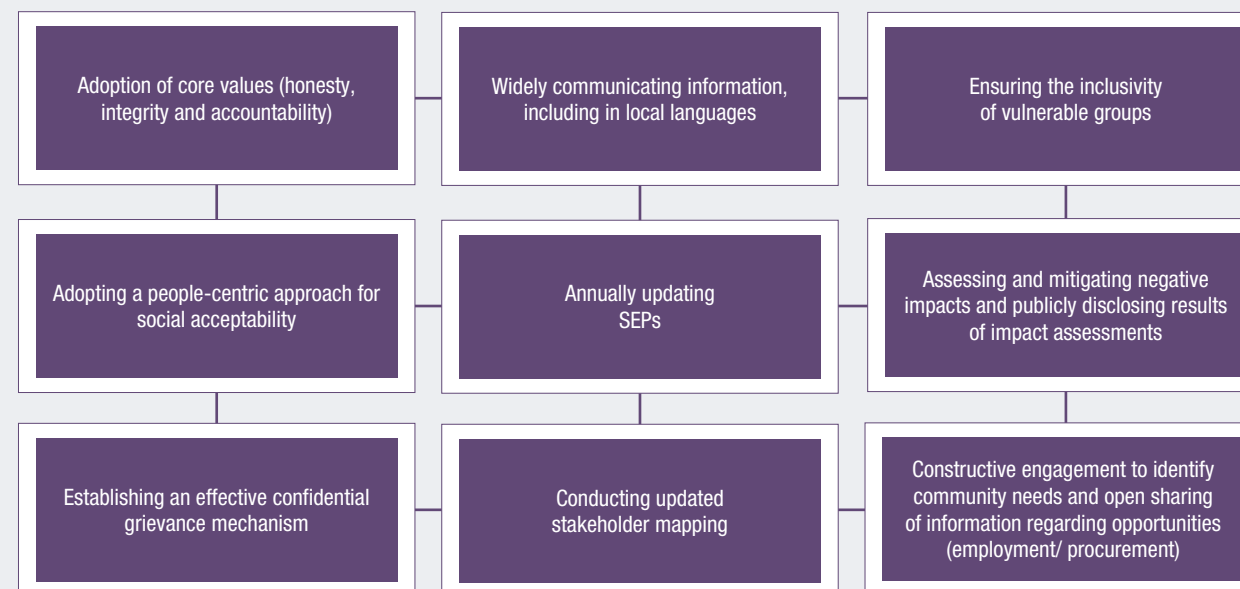 Adoption of core values (honesty,
integrity and accountability)
Widely communicating information,
including in local languages
Ensuring the inclusivity
of vulnerable groups
Adopting a people-centric approach for
social acceptability
Annually updating
SEPs
Assessing and mitigating negative
impacts and publicly disclosing results
of impact assessments
Establishing an effective confidential
grievance mechanism
Conducting updated
stakeholder mapping
Constructive engagement to identify
community needs and open sharing
of information regarding opportunities
(employment/ procurement)